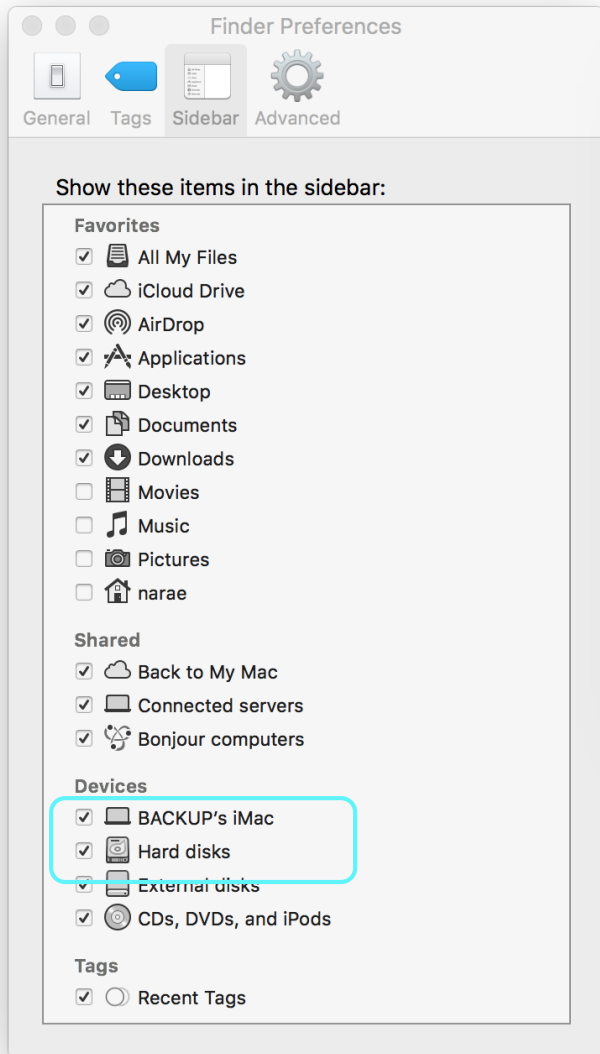 Finder Preferences
General Tags Sidebar Advanced
Show these items in the sidebar:
Favorites
All My Files
iCloud Drive
AirDrop
Applications
Desktop
Documents
Downloads
Movies
Music
Pictures
narae
Shared
Back to My Mac
Connected servers
Bonjour computers
Devices
BACKUP’s iMac
Hard disks
External disks
CDs, DVDs, and iPods
Tags
Recent Tags